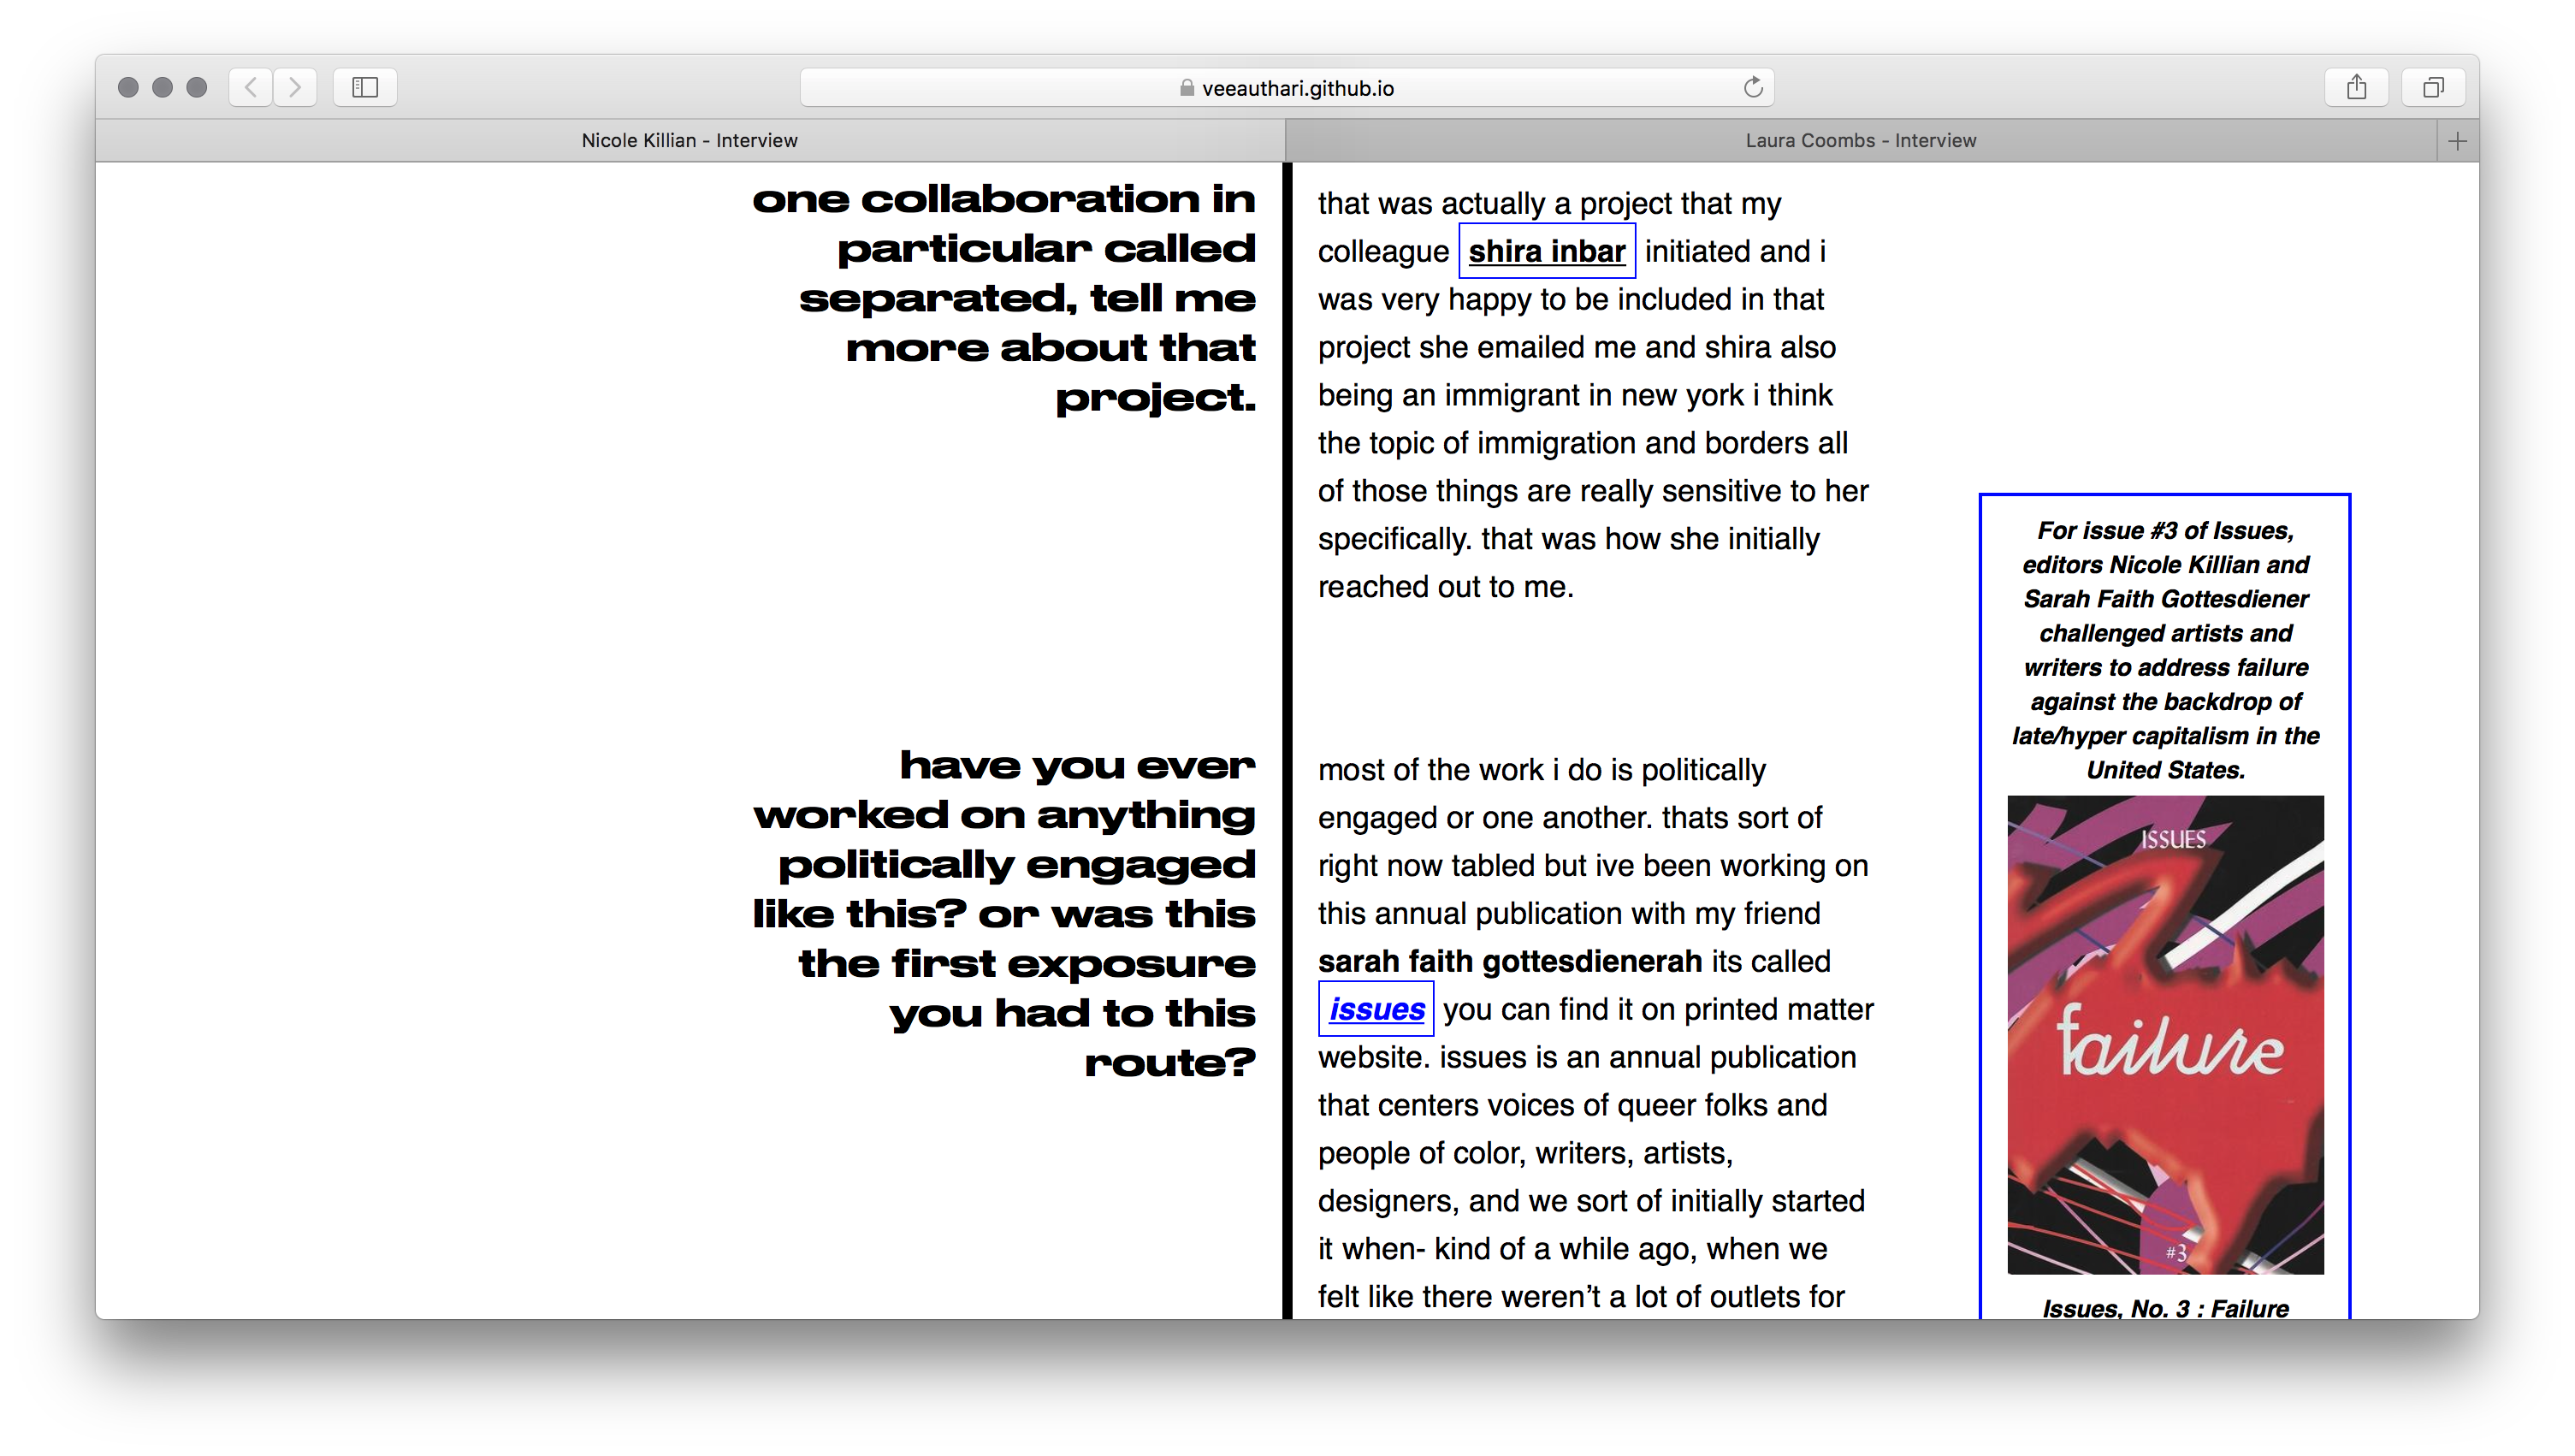 veeauthari.github.io
Nicole Killian - Interview
Laura Coombs - Interview
one collaboration in
particular called
separated, tell me
more about that
project.
that was actually a project that my
colleague shira inbar initiated and i
was very happy to be included in that
project she emailed me and shira also
being an immigrant in new york i think
the topic of immigration and borders all
of those things are really sensitive to her
specifically. that was how she initially
reached out to me.
have you ever
worked on anything
politically engaged
like this? or was this
the first exposure
you had to this
route?
most of the work i do is politically
engaged or one another. thats sort of
right now tabled but ive been working on
this annual publication with my friend
sarah faith gottesdienerah its called
issues you can find it on printed matter
website. issues is an annual publication
that centers voices of queer folks and
people of color, writers, artists,
designers, and we sort of initially started
it when- kind of a while ago, when we
felt like there weren’t a lot of outlets for
For issue #3 of Issues,
editors Nicole Killian and
Sarah Faith Gottesdiener
challenged artists and
writers to address failure
against the backdrop of
late/hyper capitalism in the
United States.
ISSUES
failure
#3
Issues, No. 3 : Failure